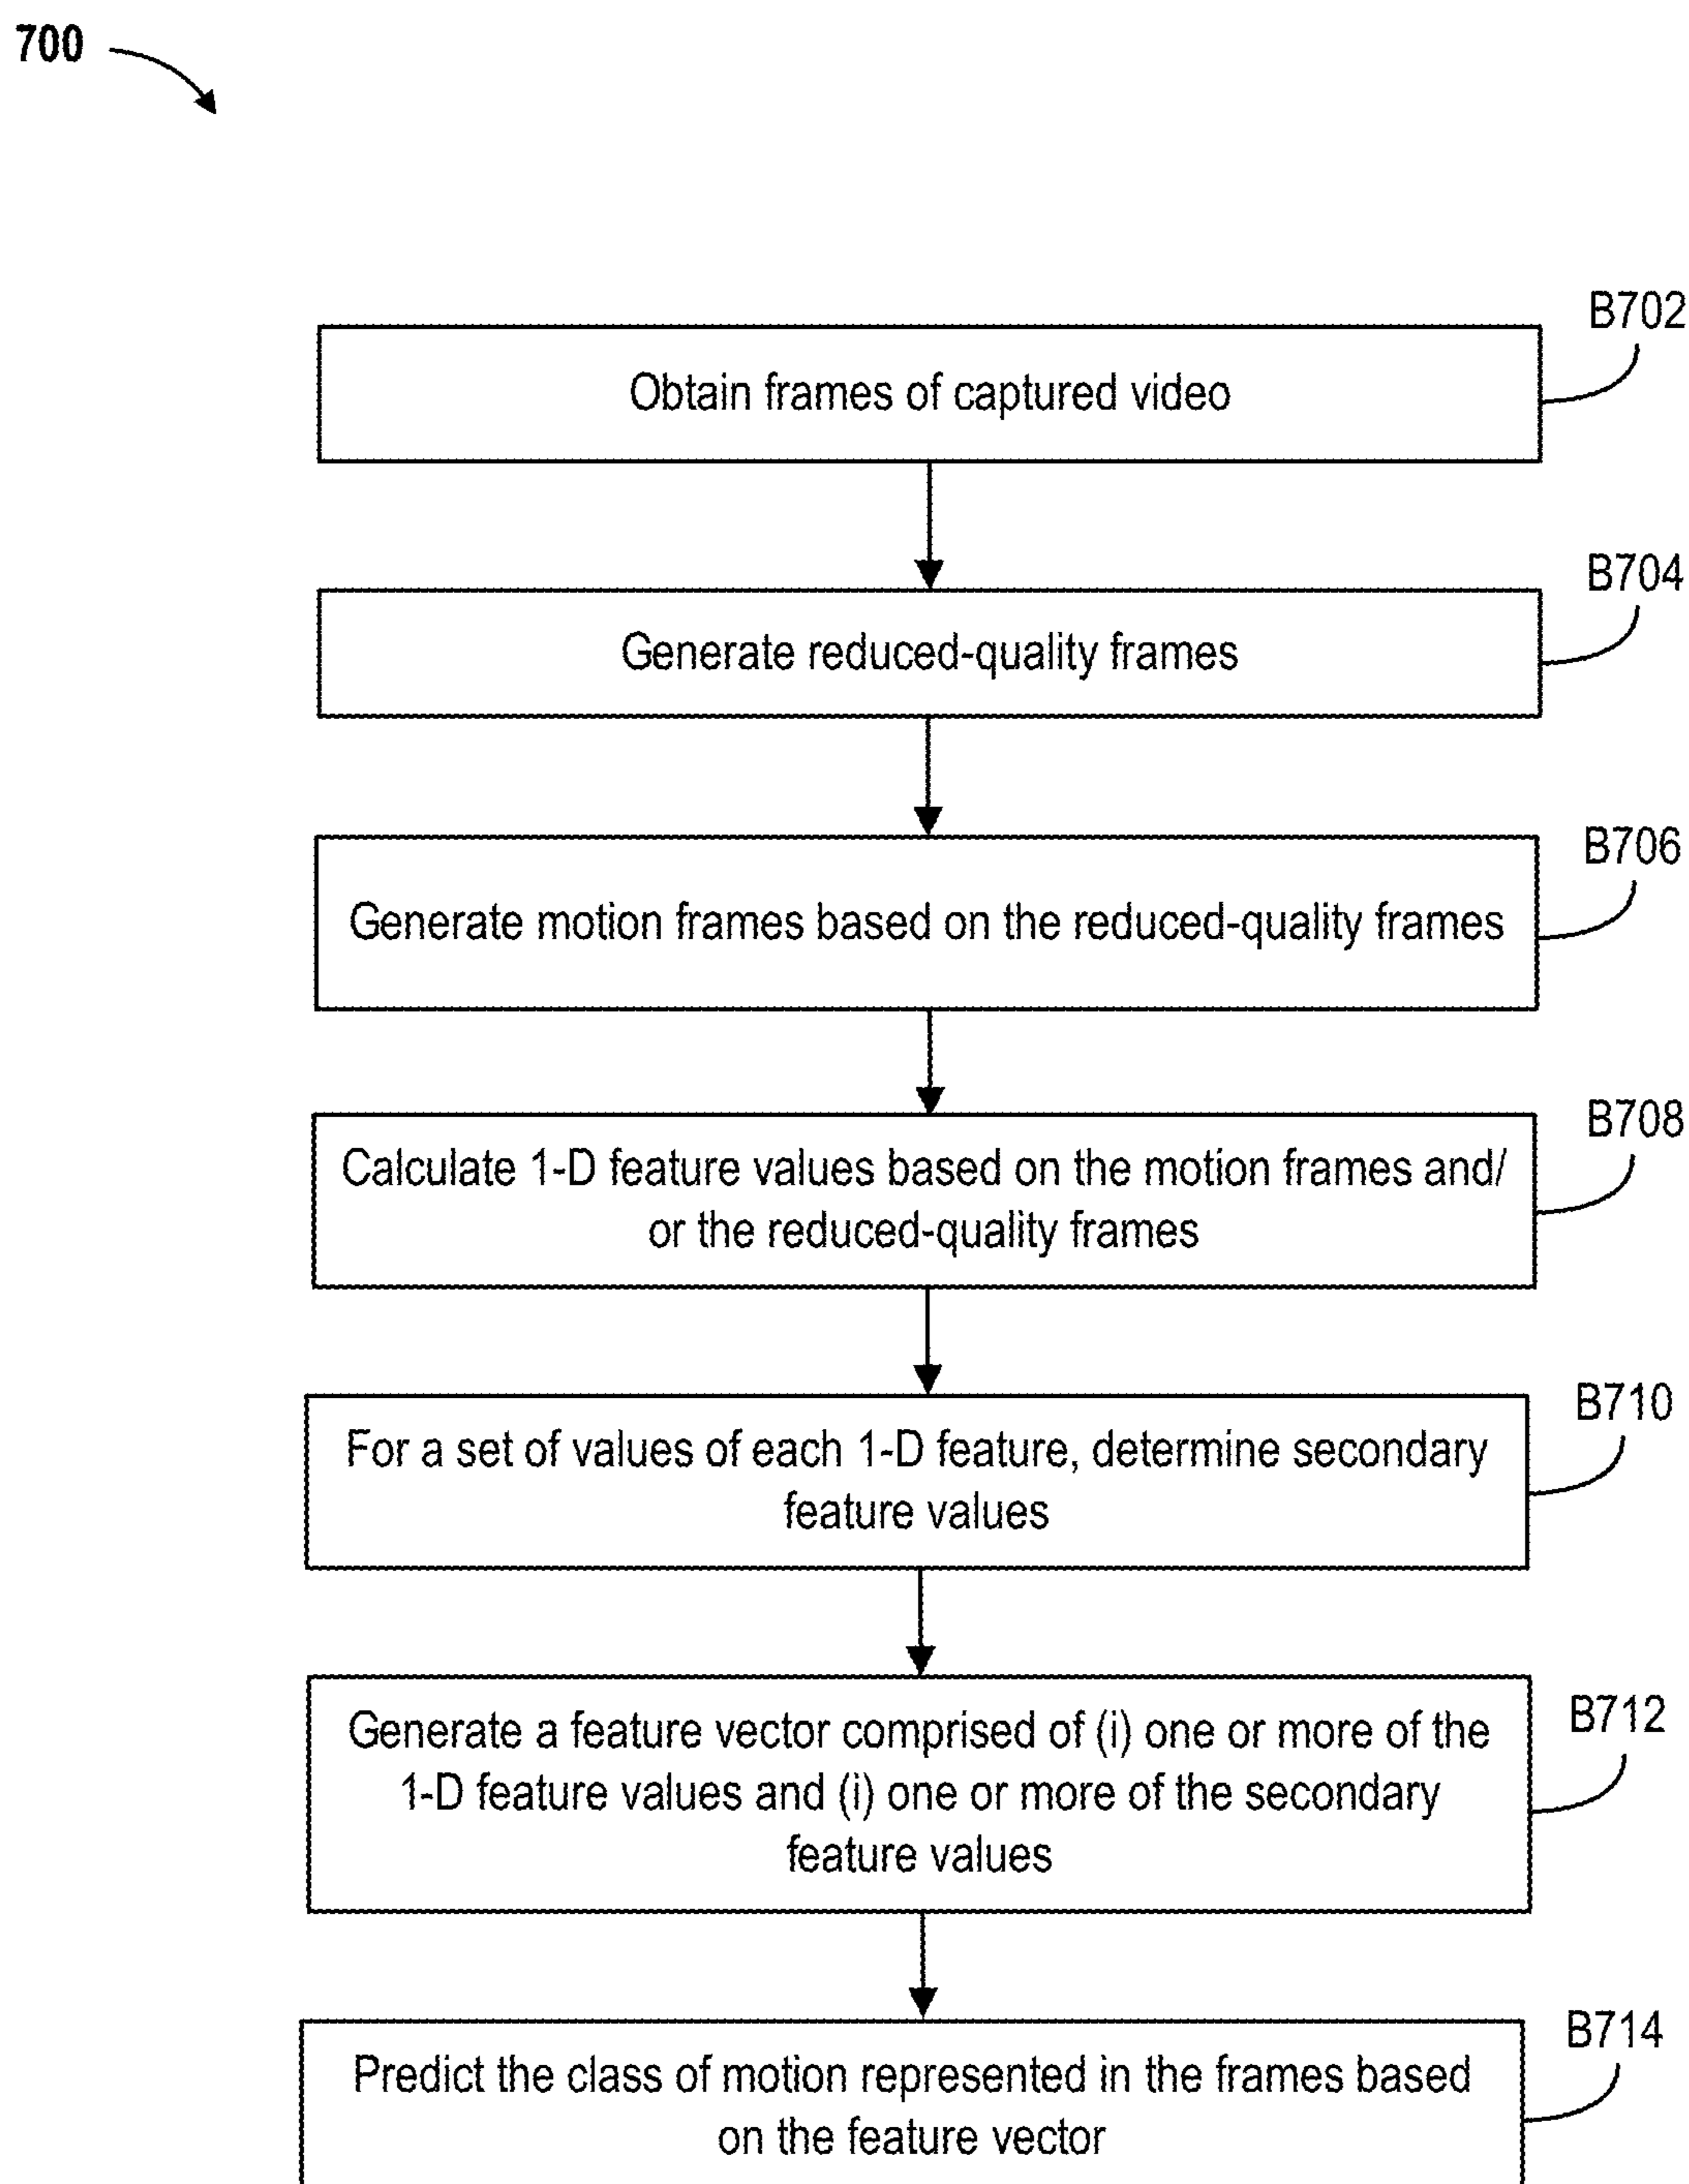 700
B702
Obtain frames of captured video
B704
Generate reduced-quality frames
B706
Generate motion frames based on the reduced-quality frames
B708
Calculate 1-D feature values based on the motion frames and/
or the reduced-quality frames
B710
For a set of values of each 1-D feature, determine secondary
feature values
B712
Generate a feature vector comprised of (i) one or more of the
1-D feature values and (i) one or more of the secondary
feature values
B714
Predict the class of motion represented in the frames based
on the feature vector